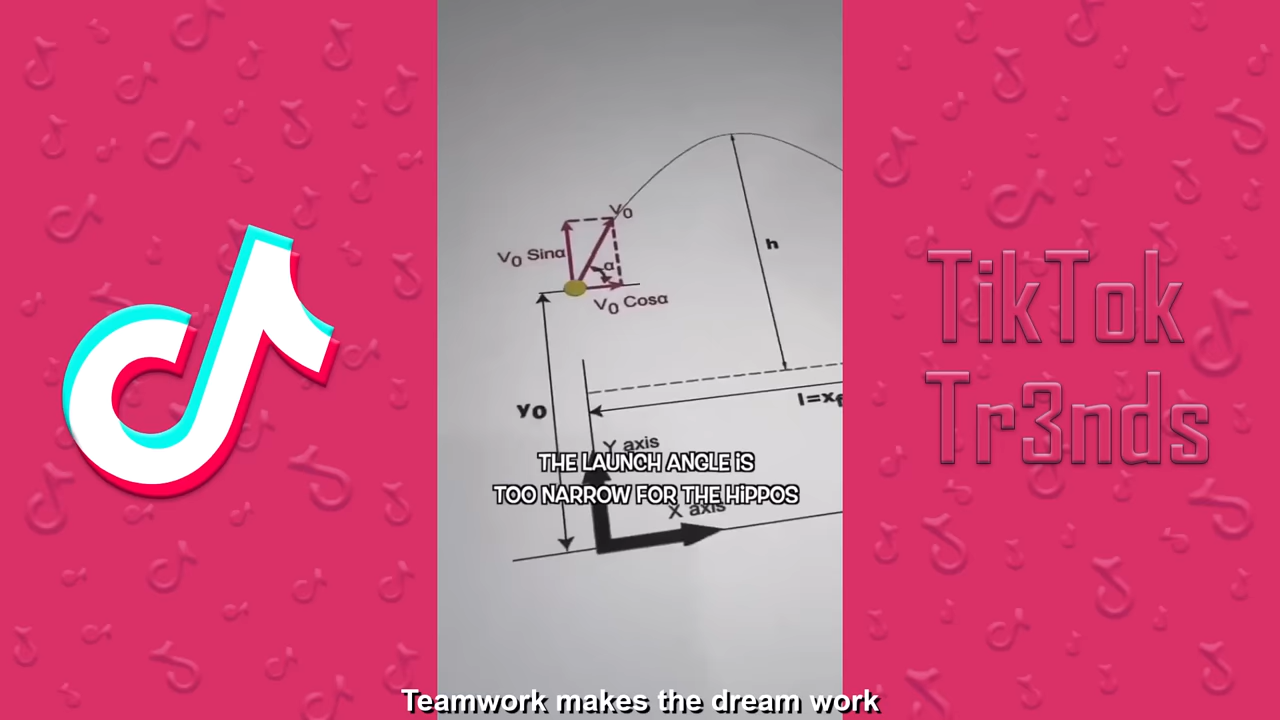 V0
V0 Sinα
α
V0 Cosα
h
l=xf
y0
Y axis
THE LAUNCH ANGLE iS
TOO NARROW FOR THE HiPPOS
X axis
TikTok
Tr3nds
Teamwork makes the dream work